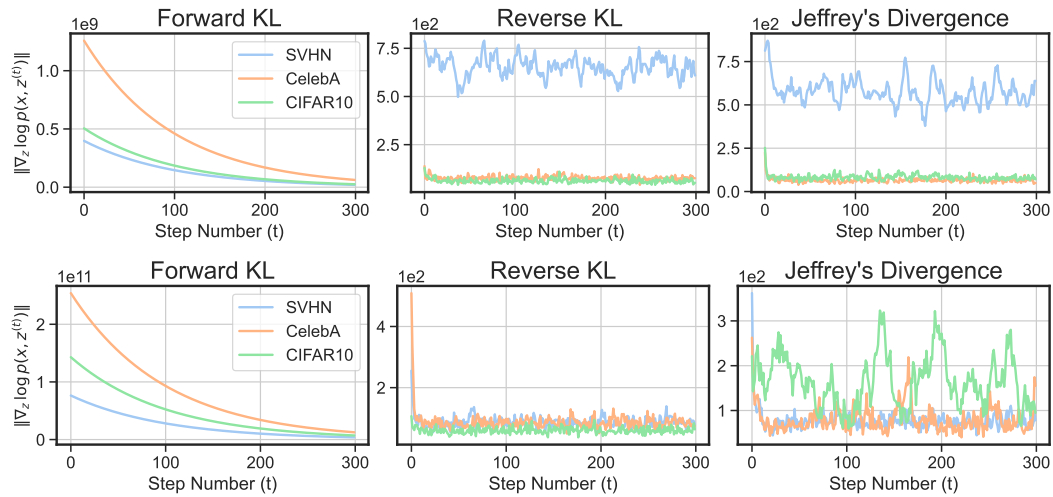 Forward KL
Reverse KL
Jeffrey's Divergence
1e9
5e2
5e2
‖∇z log p(x, z(t))‖
1.0
0.5
0.0
SVHN
CelebA
CIFAR10
7.5
5.0
2.5
7.5
5.0
2.5
0.0
0
100
200
300
0
100
200
300
0
100
200
300
Step Number (t)
Step Number (t)
Step Number (t)
Forward KL
Reverse KL
Jeffrey's Divergence
1e11
1e2
1e2
‖∇z log p(x, z(t))‖
2
1
0
SVHN
CelebA
CIFAR10
4
2
3
2
1
0
100
200
300
0
100
200
300
0
100
200
300
Step Number (t)
Step Number (t)
Step Number (t)